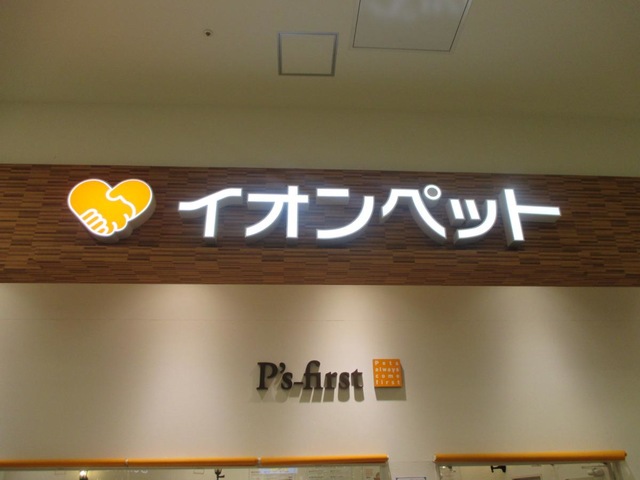 イオンペット
P's-first
Pets
always
come
first